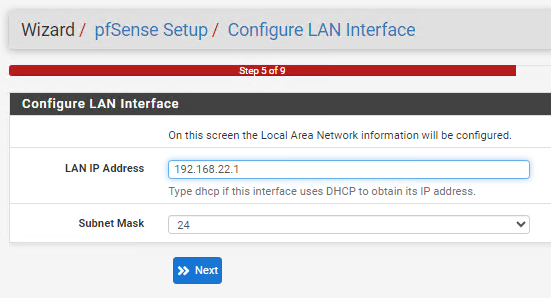 Wizard / pfSense Setup / Configure LAN Interface
Step 5 of 9
Configure LAN Interface
On this screen the Local Area Network information will be configured.
LAN IP Address 192.168.22.1
Type dhcp if this interface uses DHCP to obtain its IP address.
Subnet Mask 24
Next